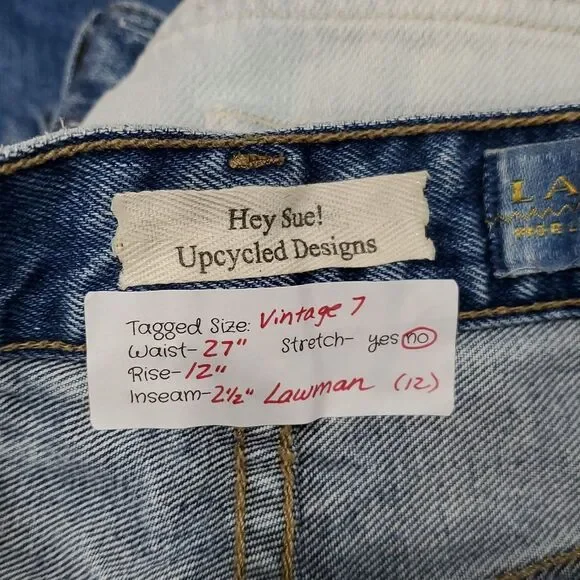 Hey Sue!
Upcycled Designs
LA
Tagged Size: Vintage 7
Waist- 27" Stretch- yes no
Rise- 12"
Inseam- 2½" Lawman (12)